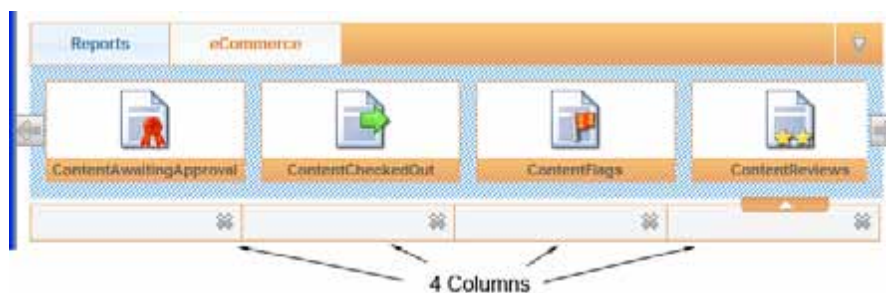 Reports eCommerce
ContentAwaitingApproval ContentCheckedOut ContentFlags ContentReviews
4 Columns